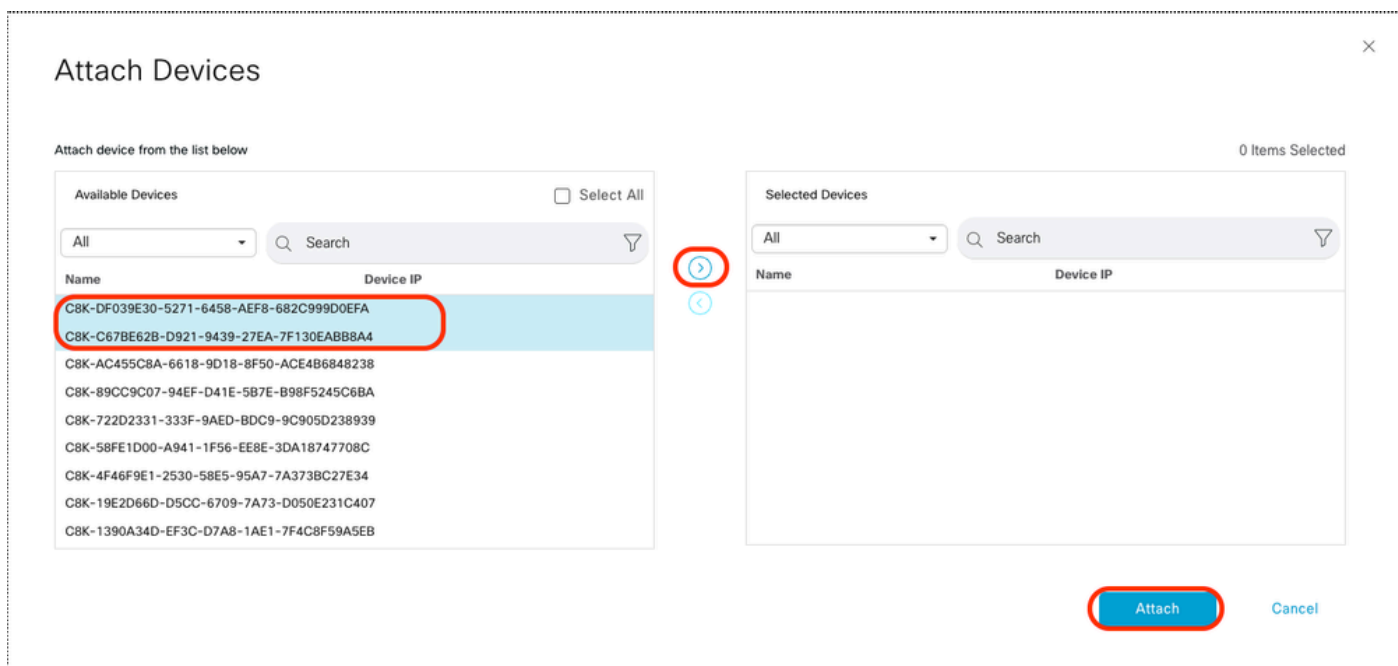 Attach Devices
Attach device from the list below
0 Items Selected
Available Devices
Select All
All
Search
Name Device IP
C8K-DF039E30-5271-6458-AEF8-682C999D0EFA
C8K-C67BE62B-D921-9439-27EA-7F130EABB8A4
C8K-AC455C8A-6618-9D18-8F50-ACE4B6848238
C8K-89CC9C07-94EF-D41E-5B7E-B98F5245C6BA
C8K-722D2331-333F-9AED-BDC9-9C905D238939
C8K-58FE1D00-A941-1F56-EE8E-3DA18747708C
C8K-4F46F9E1-2530-58E5-95A7-7A373BC27E34
C8K-19E2D66D-D5CC-6709-7A73-D050E231C407
C8K-1390A34D-EF3C-D7A8-1AE1-7F4C8F59A5EB
Selected Devices
All
Search
Name Device IP
Attach
Cancel